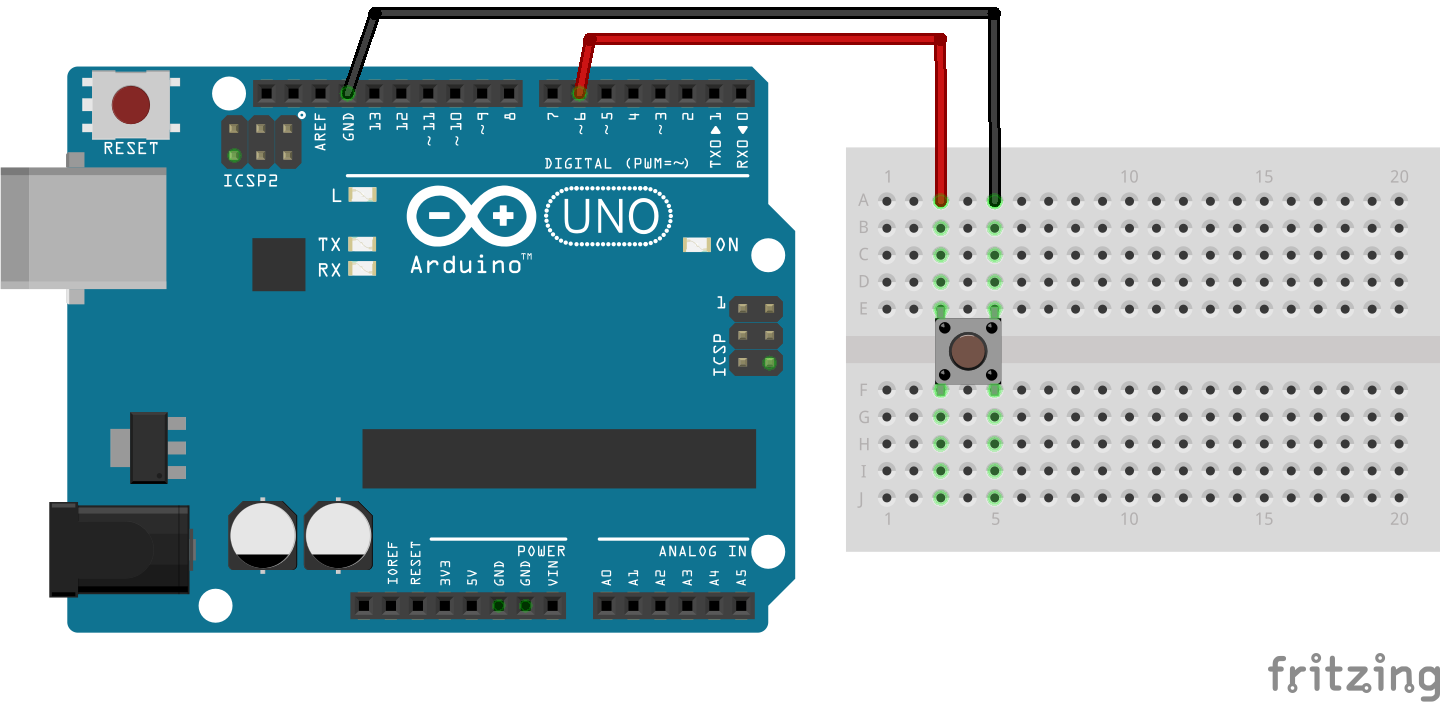 RESET
ICSP2
AREF
GND
13
12
~11
~10
~9
8
7
~6
~5
4
~3
2
TX0▶1
RX0◀0
DIGITAL (PWM=~)
L
TX
RX
UNO
Arduino™
ON
1
ICSP
IOREF
RESET
3V3
5V
GND
GND
VIN
POWER
ANALOG IN
A0
A1
A2
A3
A4
A5
1 10 15 20
A
B
C
D
E
F
G
H
I
J
1 5 10 15 20
fritzing